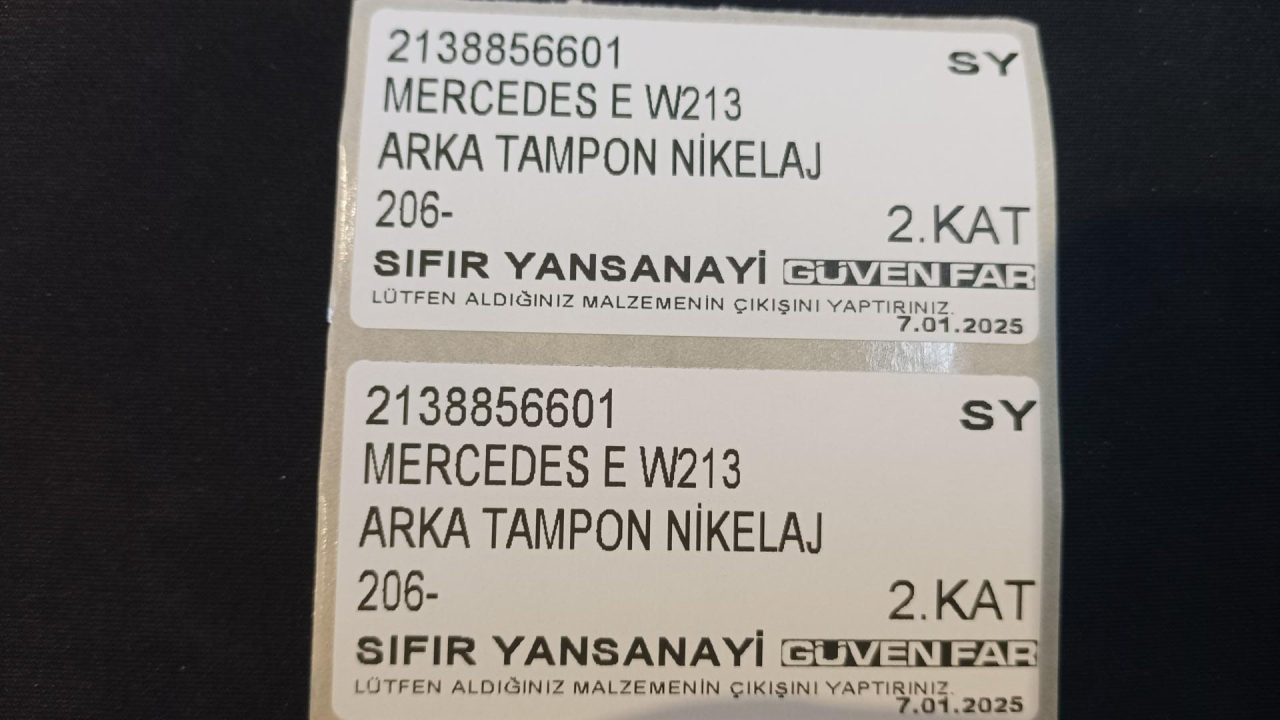 2138856601 SY
MERCEDES E W213
ARKA TAMPON NİKELAJ
206- 2.KAT
SIFIR YANSANAYİ GÜVEN FAR
LÜTFEN ALDIĞINIZ MALZEMENİN ÇIKIŞINI YAPTIRINIZ.
7.01.2025
2138856601 SY
MERCEDES E W213
ARKA TAMPON NİKELAJ
206- 2.KAT
SIFIR YANSANAYİ GÜVEN FAR
LÜTFEN ALDIĞINIZ MALZEMENİN ÇIKIŞINI YAPTIRINIZ.
7.01.2025